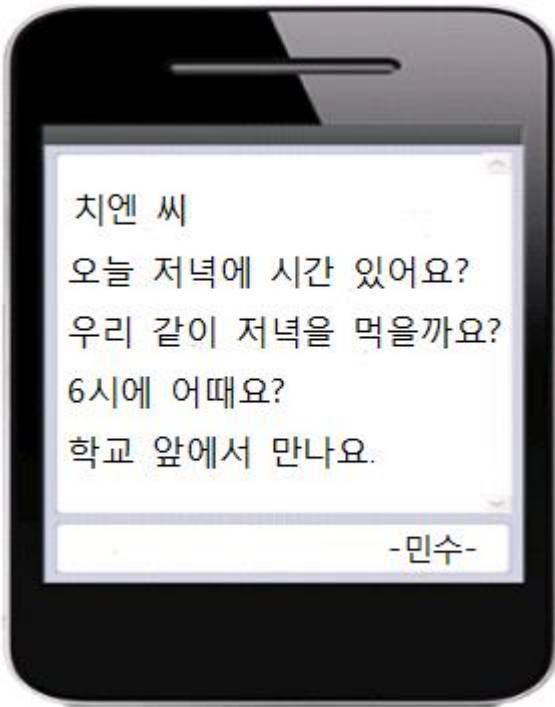 치엔 씨
오늘 저녁에 시간 있어요?
우리 같이 저녁을 먹을까요?
6시에 어때요?
학교 앞에서 만나요.
-민수-